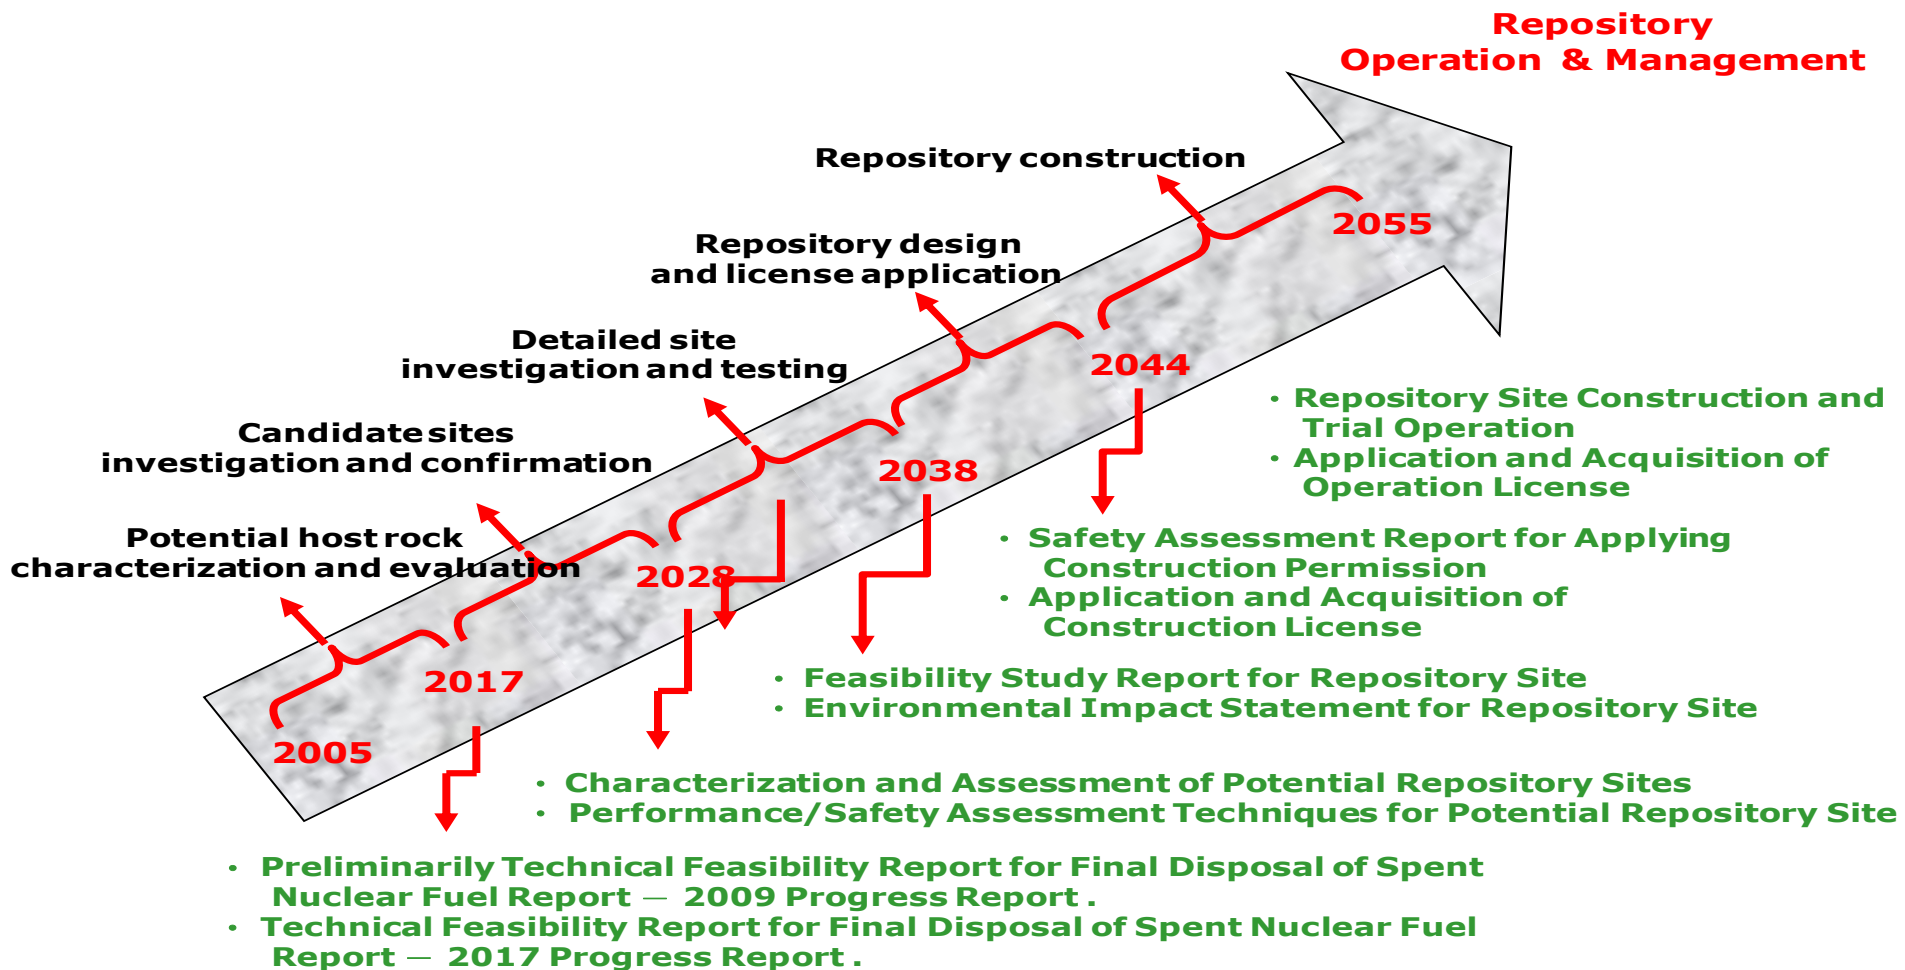 Repository
Operation & Management
Repository construction
2055
Repository design
and license application
Detailed site
investigation and testing
2044
· Repository Site Construction and
Trial Operation
· Application and Acquisition of
Operation License
Candidate sites
investigation and confirmation
2038
Potential host rock
characterization and evaluation
2028
· Safety Assessment Report for Applying
Construction Permission
· Application and Acquisition of
Construction License
2017
· Feasibility Study Report for Repository Site
· Environmental Impact Statement for Repository Site
2005
· Characterization and Assessment of Potential Repository Sites
· Performance/Safety Assessment Techniques for Potential Repository Site
· Preliminarily Technical Feasibility Report for Final Disposal of Spent
Nuclear Fuel Report – 2009 Progress Report .
· Technical Feasibility Report for Final Disposal of Spent Nuclear Fuel
Report – 2017 Progress Report .